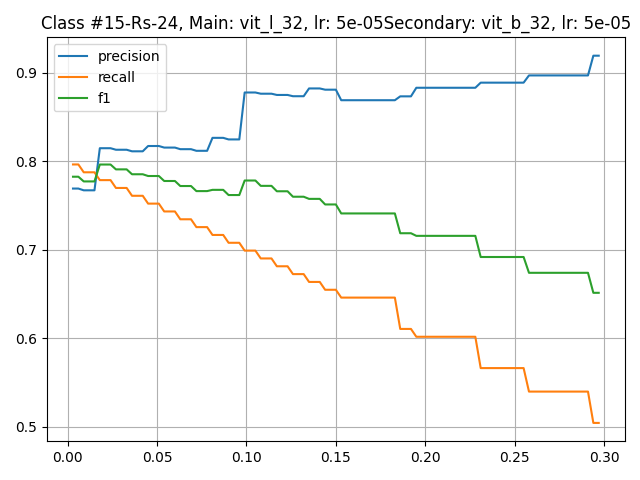 Class #15-Rs-24, Main: vit_l_32, lr: 5e-05Secondary: vit_b_32, lr: 5e-05
precision
recall
f1
0.9
0.8
0.7
0.6
0.5
0.00 0.05 0.10 0.15 0.20 0.25 0.30